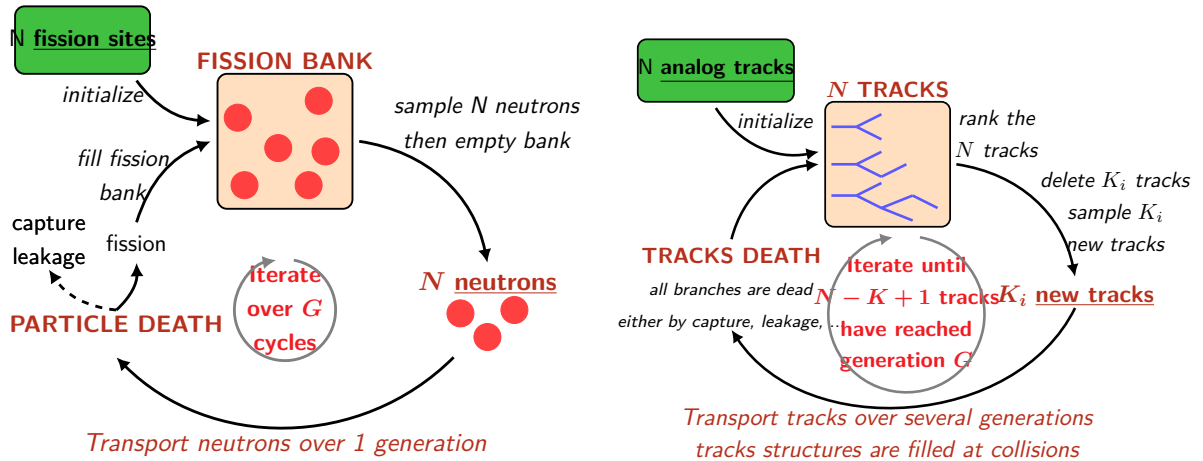 N fission sites
FISSION BANK
initialize
sample N neutrons
then empty bank
fill fission
bank
capture
leakage
fission
Iterate
over G
cycles
N neutrons
PARTICLE DEATH
Transport neutrons over 1 generation
N analog tracks
N TRACKS
initialize
rank the
N tracks
delete K_i tracks
sample K_i
new tracks
TRACKS DEATH
all branches are dead
either by capture, leakage, ...
Iterate until
N − K + 1 tracks
have reached
generation G
K_i new tracks
Transport tracks over several generations
tracks structures are filled at collisions